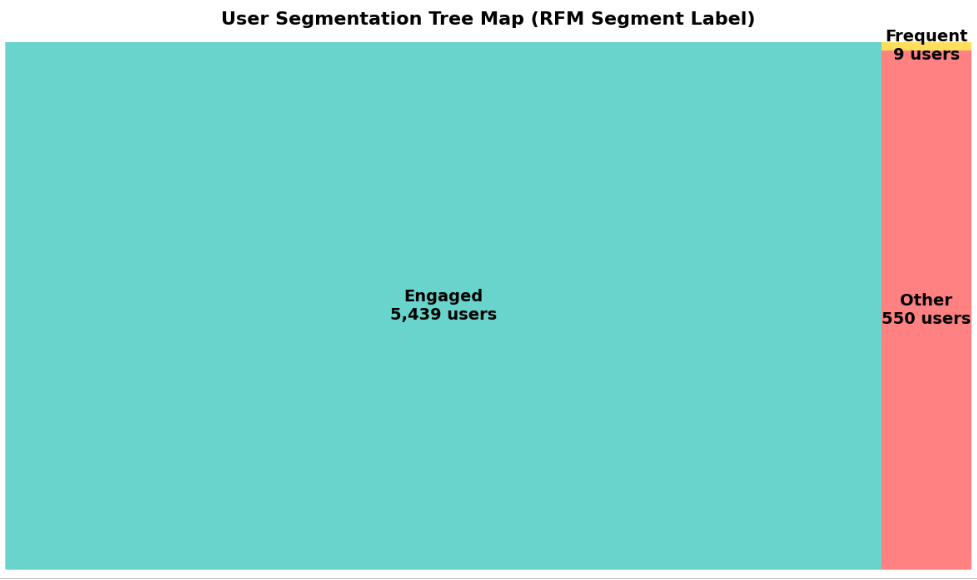 User Segmentation Tree Map (RFM Segment Label)
Frequent
9 users
Engaged
5,439 users
Other
550 users